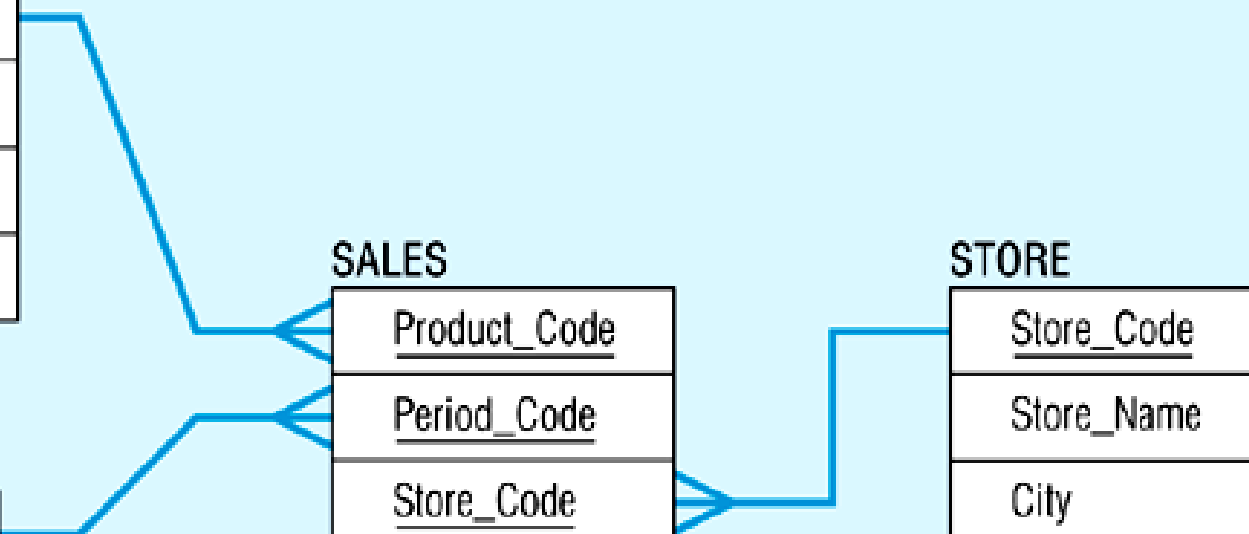 SALES
Product_Code
Period_Code
Store_Code
STORE
Store_Code
Store_Name
City